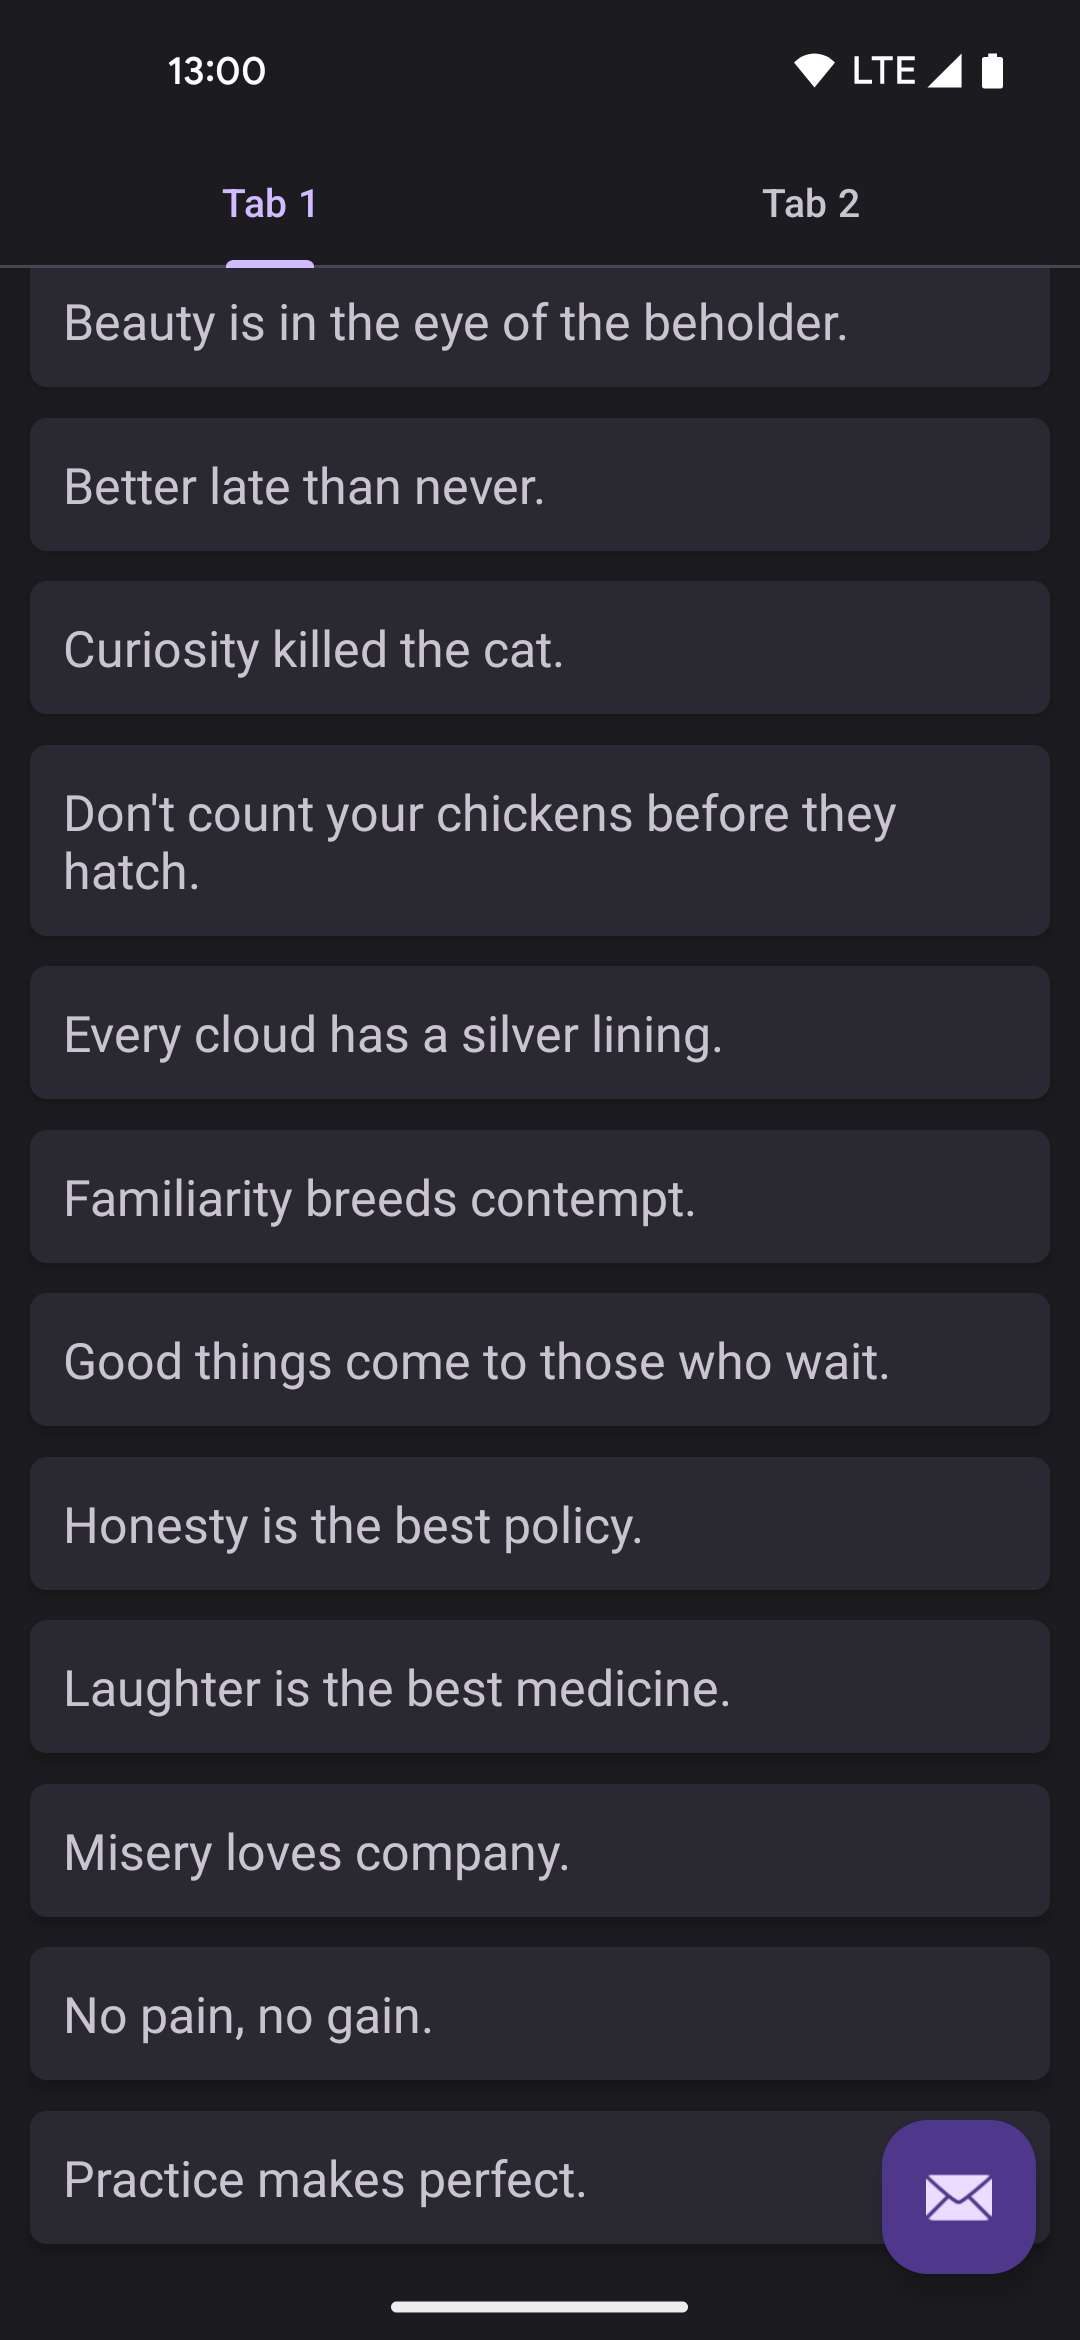 13:00
LTE
Tab 1
Tab 2
Beauty is in the eye of the beholder.
Better late than never.
Curiosity killed the cat.
Don't count your chickens before they
hatch.
Every cloud has a silver lining.
Familiarity breeds contempt.
Good things come to those who wait.
Honesty is the best policy.
Laughter is the best medicine.
Misery loves company.
No pain, no gain.
Practice makes perfect.